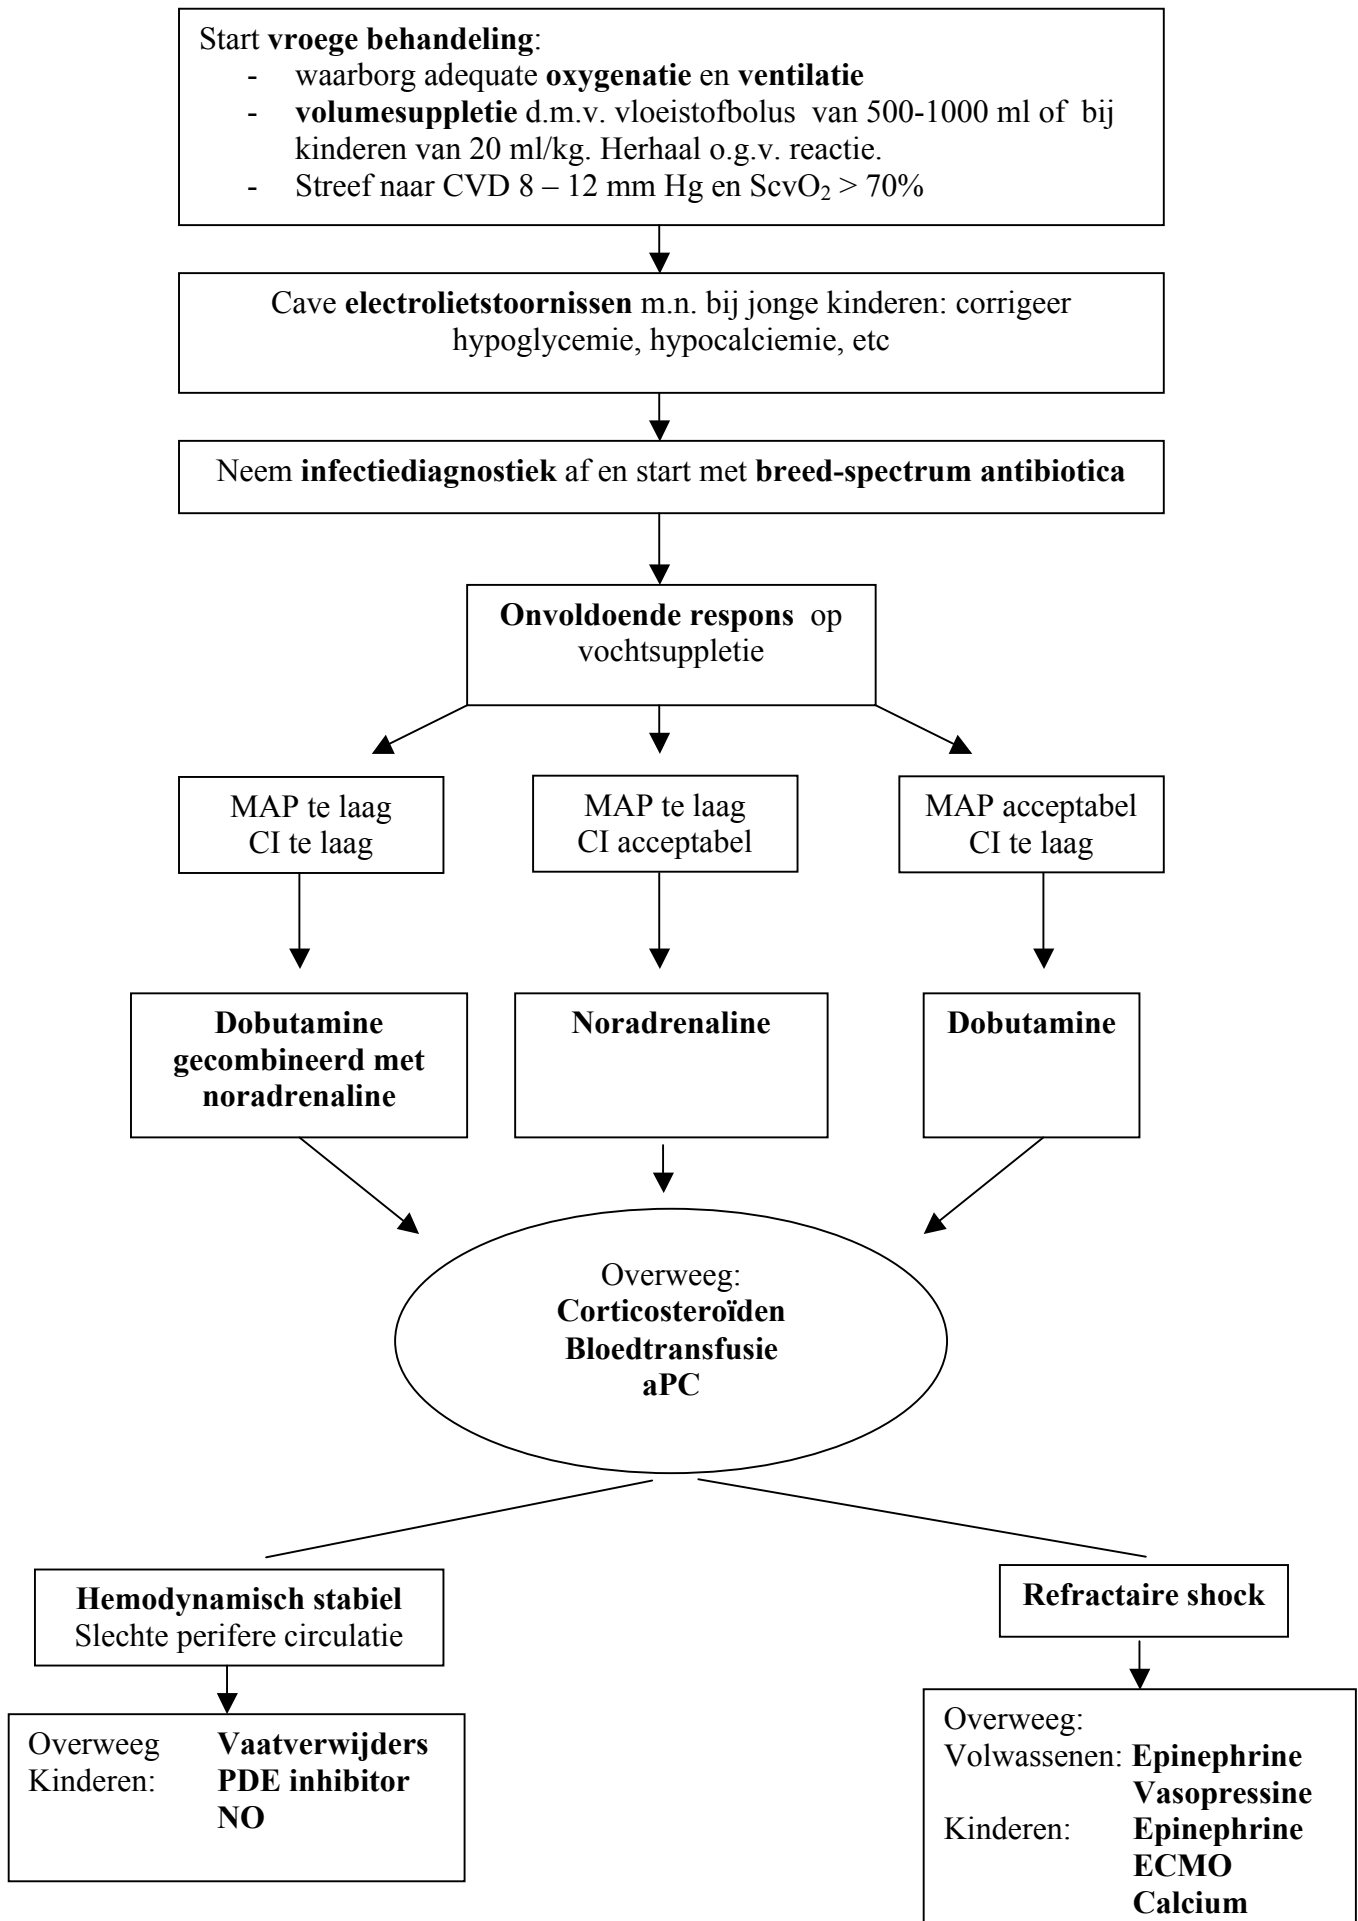 Start vroege behandeling:
- waarborg adequate oxygenatie en ventilatie
- volumesuppletie d.m.v. vloeistofbolus van 500-1000 ml of bij
kinderen van 20 ml/kg. Herhaal o.g.v. reactie.
- Streef naar CVD 8 – 12 mm Hg en ScvO₂ > 70%
Cave electrolietstoornissen m.n. bij jonge kinderen: corrigeer
hypoglycemie, hypocalciemie, etc
Neem infectiediagnostiek af en start met breed-spectrum antibiotica
Onvoldoende respons op
vochtsuppletie
MAP te laag
CI te laag
MAP te laag
CI acceptabel
MAP acceptabel
CI te laag
Dobutamine
gecombineerd met
noradrenaline
Noradrenaline
Dobutamine
Overweeg:
Corticosteroïden
Bloedtransfusie
aPC
Hemodynamisch stabiel
Slechte perifere circulatie
Refractaire shock
Overweeg Vaatverwijders
Kinderen: PDE inhibitor
NO
Overweeg:
Volwassenen: Epinephrine
Vasopressine
Kinderen: Epinephrine
ECMO
Calcium